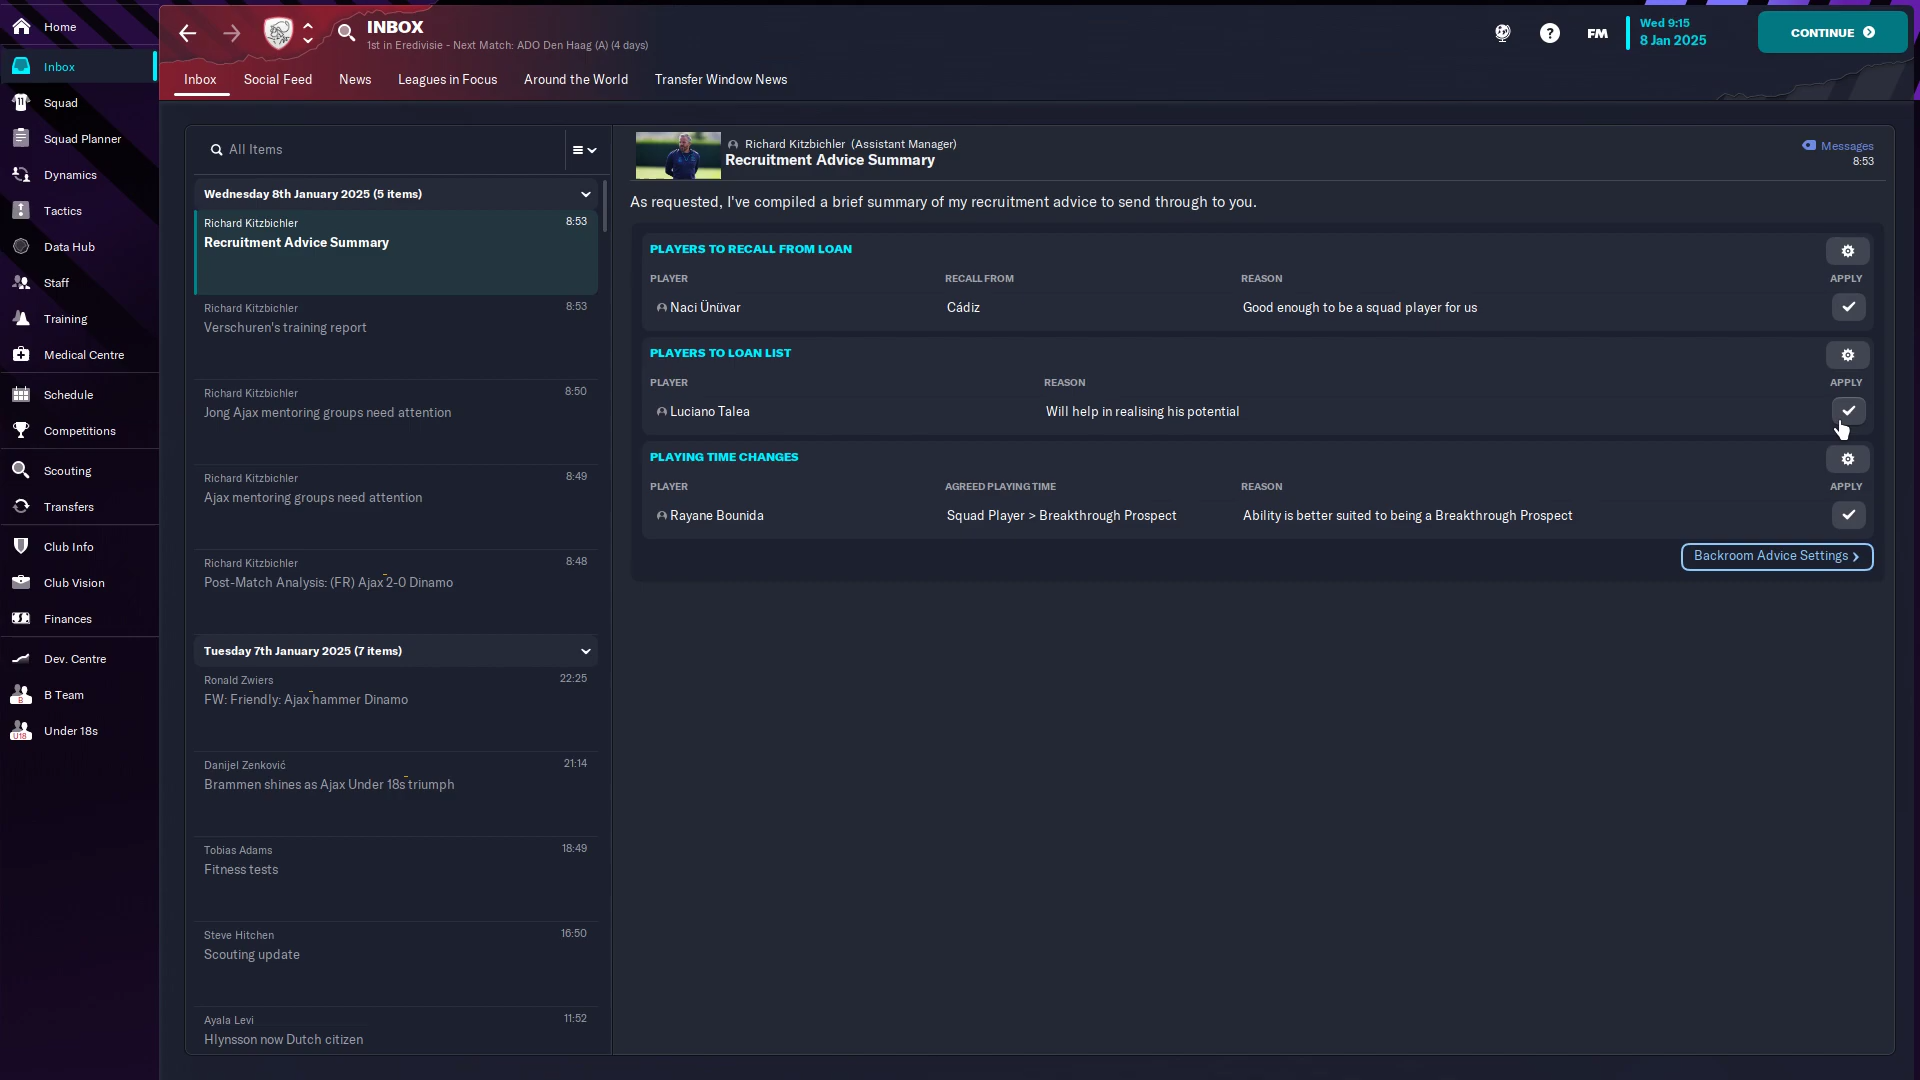 Home
Inbox
Squad
Squad Planner
Dynamics
Tactics
Data Hub
Staff
Training
Medical Centre
Schedule
Competitions
Scouting
Transfers
Club Info
Club Vision
Finances
Dev. Centre
B Team
Under 18s
INBOX
1st in Eredivisie - Next Match: ADO Den Haag (A) (4 days)
FM
Wed 9:15
8 Jan 2025
CONTINUE
Inbox Social Feed News Leagues in Focus Around the World Transfer Window News
All Items
Wednesday 8th January 2025 (5 items)
Richard Kitzbichler 8:53
Recruitment Advice Summary
Richard Kitzbichler 8:53
Verschuren's training report
Richard Kitzbichler 8:50
Jong Ajax mentoring groups need attention
Richard Kitzbichler 8:49
Ajax mentoring groups need attention
Richard Kitzbichler 8:48
Post-Match Analysis: (FR) Ajax 2-0 Dinamo
Tuesday 7th January 2025 (7 items)
Ronald Zwiers 22:25
FW: Friendly: Ajax hammer Dinamo
Danijel Zenković 21:14
Brammen shines as Ajax Under 18s triumph
Tobias Adams 18:49
Fitness tests
Steve Hitchen 16:50
Scouting update
Ayala Levi 11:52
Hlynsson now Dutch citizen
Richard Kitzbichler (Assistant Manager)
Recruitment Advice Summary
Messages
8:53
As requested, I've compiled a brief summary of my recruitment advice to send through to you.
PLAYERS TO RECALL FROM LOAN
PLAYER RECALL FROM REASON APPLY
Naci Ünüvar Cádiz Good enough to be a squad player for us
PLAYERS TO LOAN LIST
PLAYER REASON APPLY
Luciano Talea Will help in realising his potential
PLAYING TIME CHANGES
PLAYER AGREED PLAYING TIME REASON APPLY
Rayane Bounida Squad Player > Breakthrough Prospect Ability is better suited to being a Breakthrough Prospect
Backroom Advice Settings >